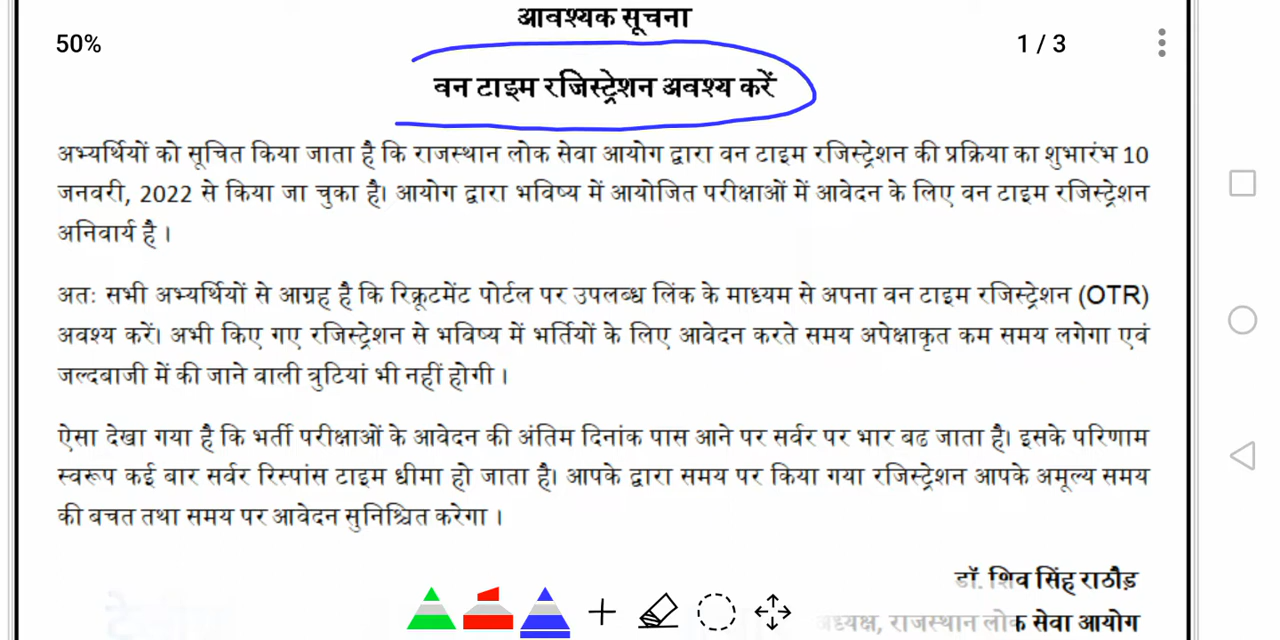 आवश्यक सूचना
50%
1 / 3
वन टाइम रजिस्ट्रेशन अवश्य करें
अभ्यर्थियों को सूचित किया जाता है कि राजस्थान लोक सेवा आयोग द्वारा वन टाइम रजिस्ट्रेशन की प्रक्रिया का शुभारंभ 10
जनवरी, 2022 से किया जा चुका है। आयोग द्वारा भविष्य में आयोजित परीक्षाओं में आवेदन के लिए वन टाइम रजिस्ट्रेशन
अनिवार्य है ।
अतः सभी अभ्यर्थियों से आग्रह है कि रिक्रूटमेंट पोर्टल पर उपलब्ध लिंक के माध्यम से अपना वन टाइम रजिस्ट्रेशन (OTR)
अवश्य करें। अभी किए गए रजिस्ट्रेशन से भविष्य में भर्तियों के लिए आवेदन करते समय अपेक्षाकृत कम समय लगेगा एवं
जल्दबाजी में की जाने वाली त्रुटियां भी नहीं होगी ।
ऐसा देखा गया है कि भर्ती परीक्षाओं के आवेदन की अंतिम दिनांक पास आने पर सर्वर पर भार बढ जाता है। इसके परिणाम
स्वरूप कई बार सर्वर रिस्पांस टाइम धीमा हो जाता है। आपके द्वारा समय पर किया गया रजिस्ट्रेशन आपके अमूल्य समय
की बचत तथा समय पर आवेदन सुनिश्चित करेगा ।
डॉ. शिव सिंह राठौड़
अध्यक्ष, राजस्थान लोक सेवा आयोग